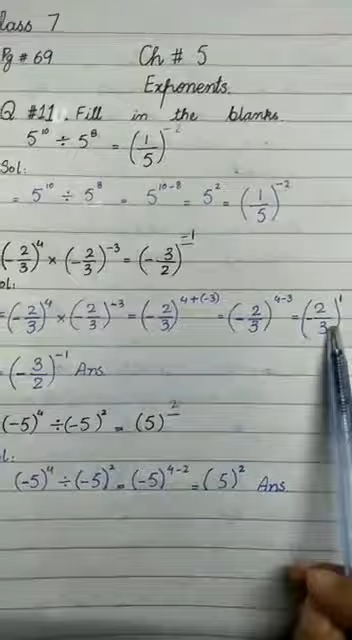 lass 7
Pg # 69 Ch # 5
Exponents.
Q #11. Fill in the blanks.
5¹⁰ ÷ 5⁸ = (1/5)⁻²
Sol:
= 5¹⁰ ÷ 5⁸ = 5¹⁰⁻⁸ = 5² = (1/5)⁻²
(-2/3)⁴ × (-2/3)⁻³ = (-3/2)⁻¹
ol:
= (-2/3)⁴ × (-2/3)⁻³ = (-2/3)⁴⁺⁽⁻³⁾ = (-2/3)⁴⁻³ = (-2/3)¹
= (-3/2)⁻¹ Ans
(-5)⁴ ÷ (-5)² = (5)²
l:
(-5)⁴ ÷ (-5)² = (-5)⁴⁻² = (5)² Ans